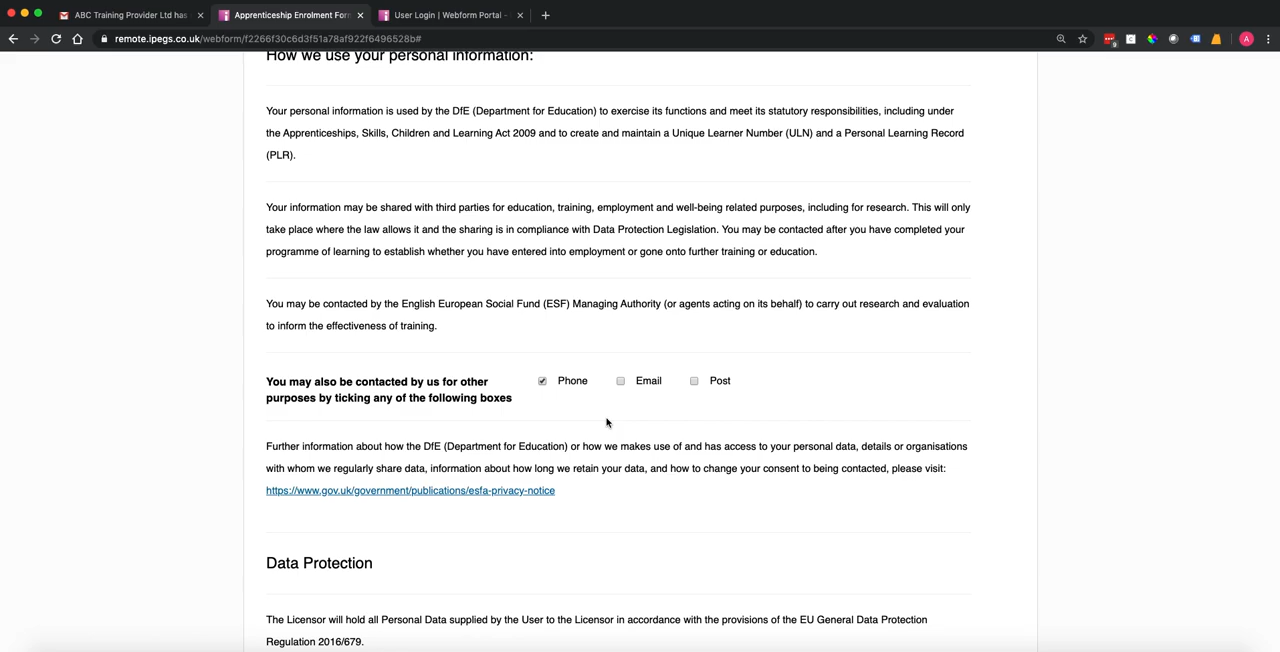 ABC Training Provider Ltd has
Apprenticeship Enrolment For
User Login | Webform Portal -
remote.ipegs.co.uk/webform/f2266f30c6d3f51a78af922f6496528b#
9
A
How we use your personal information:
Your personal information is used by the DfE (Department for Education) to exercise its functions and meet its statutory responsibilities, including under
the Apprenticeships, Skills, Children and Learning Act 2009 and to create and maintain a Unique Learner Number (ULN) and a Personal Learning Record
(PLR).
Your information may be shared with third parties for education, training, employment and well-being related purposes, including for research. This will only
take place where the law allows it and the sharing is in compliance with Data Protection Legislation. You may be contacted after you have completed your
programme of learning to establish whether you have entered into employment or gone onto further training or education.
You may be contacted by the English European Social Fund (ESF) Managing Authority (or agents acting on its behalf) to carry out research and evaluation
to inform the effectiveness of training.
You may also be contacted by us for other
purposes by ticking any of the following boxes
Phone Email Post
Further information about how the DfE (Department for Education) or how we makes use of and has access to your personal data, details or organisations
with whom we regularly share data, information about how long we retain your data, and how to change your consent to being contacted, please visit:
https://www.gov.uk/government/publications/esfa-privacy-notice
Data Protection
The Licensor will hold all Personal Data supplied by the User to the Licensor in accordance with the provisions of the EU General Data Protection
Regulation 2016/679.